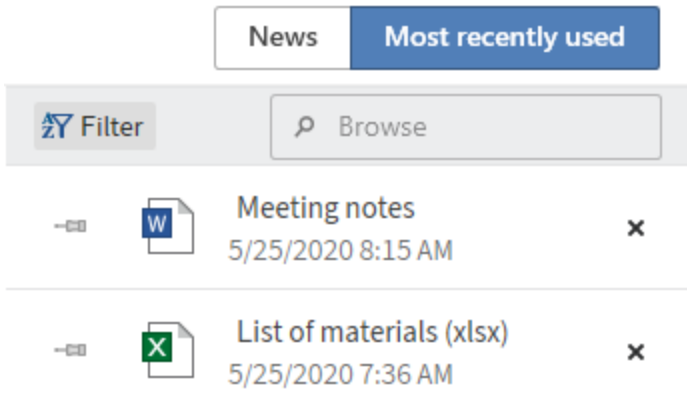 News Most recently used
Filter Browse
W Meeting notes
5/25/2020 8:15 AM
X List of materials (xlsx)
5/25/2020 7:36 AM